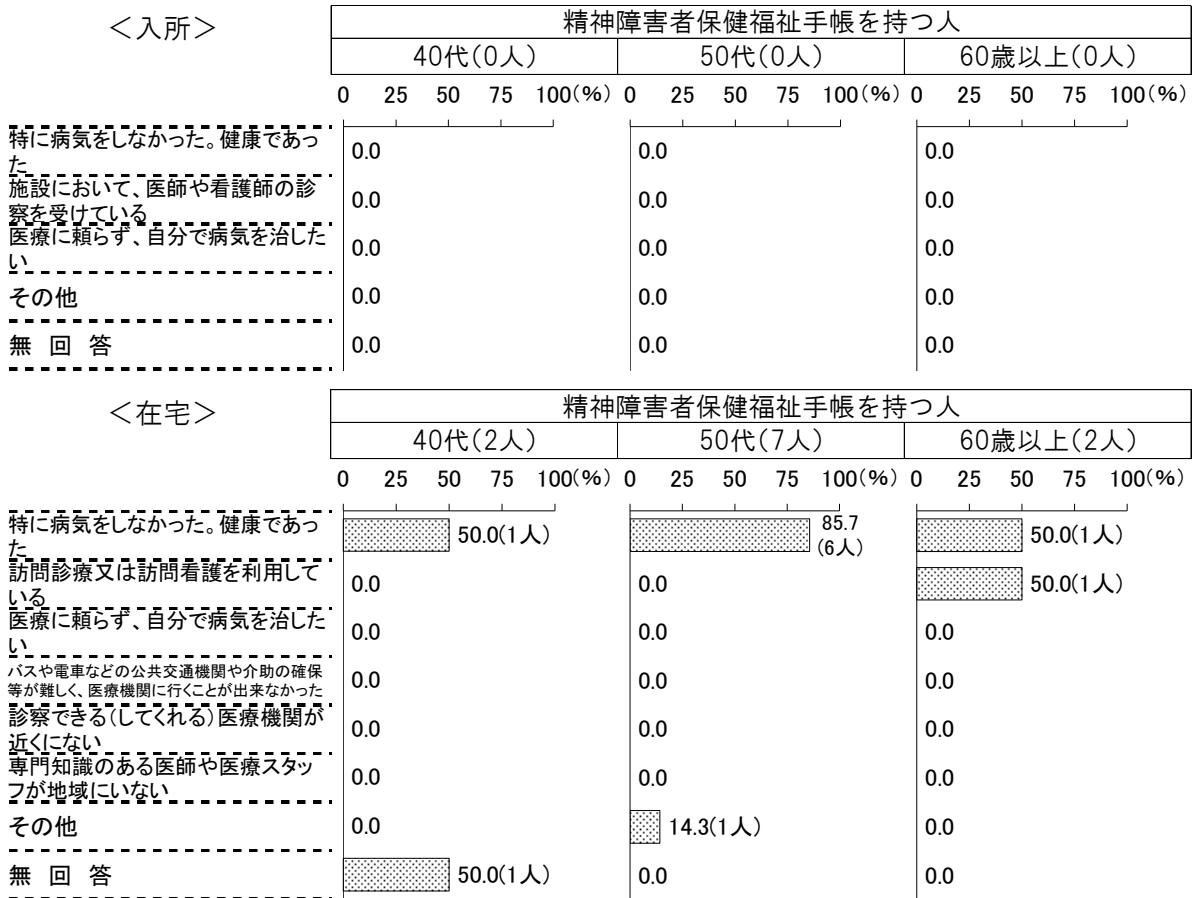 ＜入所＞
精神障害者保健福祉手帳を持つ人
40代(0人) 50代(0人) 60歳以上(0人)
0 25 50 75 100(%) 0 25 50 75 100(%) 0 25 50 75 100(%)
特に病気をしなかった。健康であっ
た
0.0 0.0 0.0
施設において、医師や看護師の診
察を受けている
0.0 0.0 0.0
医療に頼らず、自分で病気を治した
い
0.0 0.0 0.0
その他 0.0 0.0 0.0
無 回 答 0.0 0.0 0.0
＜在宅＞
精神障害者保健福祉手帳を持つ人
40代(2人) 50代(7人) 60歳以上(2人)
0 25 50 75 100(%) 0 25 50 75 100(%) 0 25 50 75 100(%)
特に病気をしなかった。健康であっ
た
50.0(1人) 85.7
(6人)
50.0(1人)
訪問診療又は訪問看護を利用して
いる
0.0 0.0 50.0(1人)
医療に頼らず、自分で病気を治した
い
0.0 0.0 0.0
バスや電車などの公共交通機関や介助の確保
等が難しく、医療機関に行くことが出来なかった
0.0 0.0 0.0
診察できる(してくれる)医療機関が
近くにない
0.0 0.0 0.0
専門知識のある医師や医療スタッ
フが地域にいない
0.0 0.0 0.0
その他 0.0 14.3(1人) 0.0
無 回 答 50.0(1人) 0.0 0.0